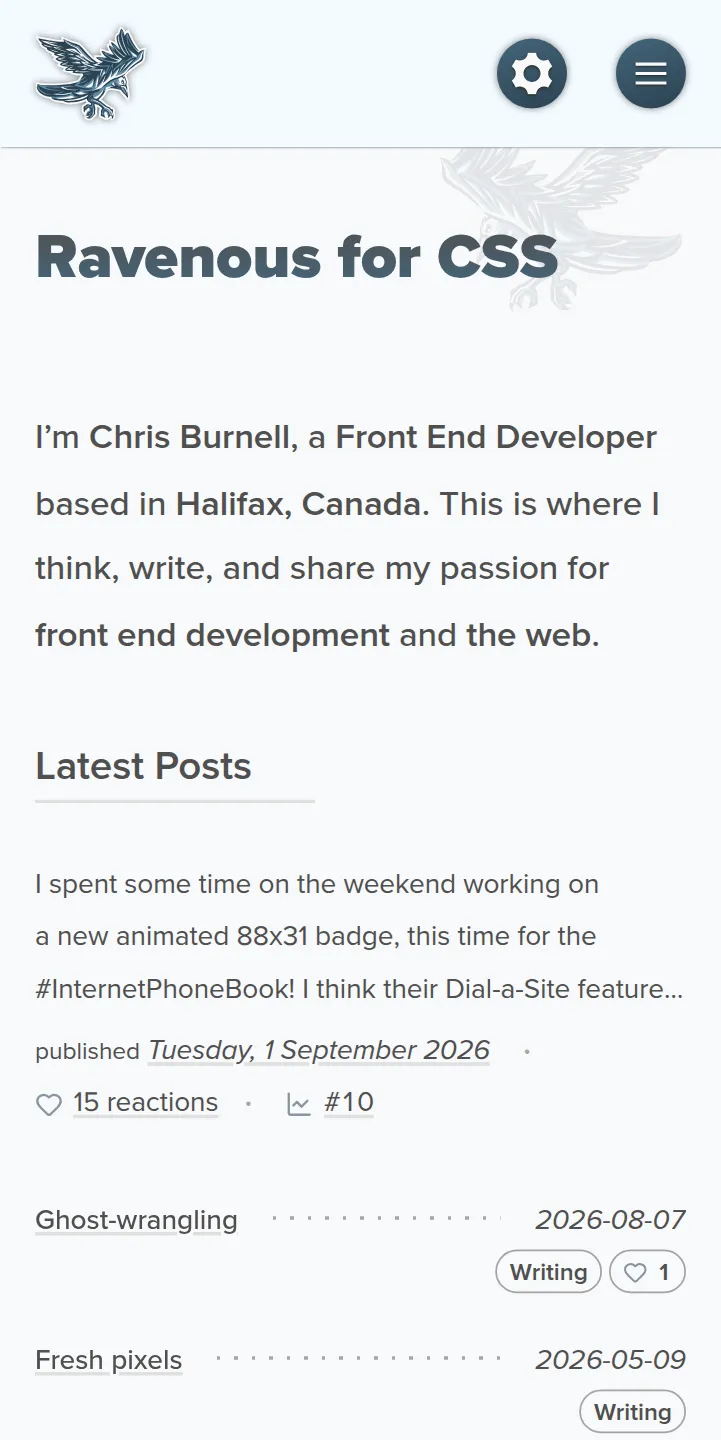 Ravenous for CSS
I’m Chris Burnell, a Front End Developer
based in Halifax, Canada. This is where I
think, write, and share my passion for
front end development and the web.
Latest Posts
I spent some time on the weekend working on
a new animated 88x31 badge, this time for the
#InternetPhoneBook! I think their Dial-a-Site feature…
published Tuesday, 1 September 2026 •
15 reactions • #10
Ghost-wrangling 2026-08-07
Writing 1
Fresh pixels 2026-05-09
Writing